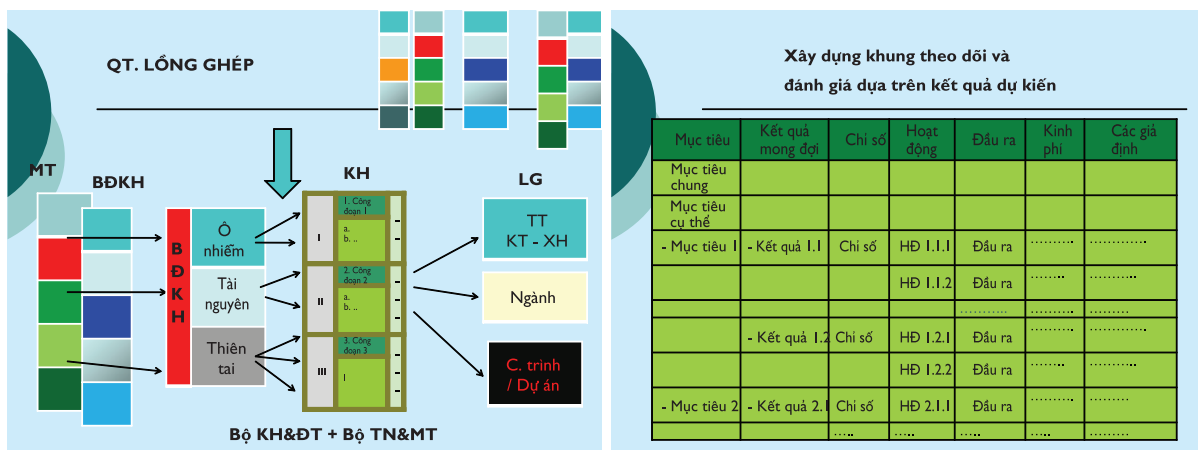 QT. LỒNG GHÉP
MT
BĐKH
KH
LG
B
Đ
K
H
Ô
nhiễm
Tài
nguyên
Thiên
tai
I
1. Công
đoạn 1
a.
b. ..
II
2. Công
đoạn 2
a.
b. ..
III
3. Công
đoạn 3
I
TT
KT - XH
Ngành
C. trình
/ Dự án
Bộ KH&ĐT + Bộ TN&MT
Xây dựng khung theo dõi và
đánh giá dựa trên kết quả dự kiến
Mục tiêu Kết quả mong đợi Chỉ số Hoạt động Đầu ra Kinh phí Các giả định
Mục tiêu
chung
Mục tiêu
cụ thể
- Mục tiêu 1 - Kết quả 1.1 Chỉ số HĐ 1.1.1 Đầu ra ………. ………….
HĐ 1.1.2 Đầu ra …….. ………..
……….. ………. ………
- Kết quả 1.2 Chỉ số HĐ 1.2.1 Đầu ra ………. ………….
HĐ 1.2.2 Đầu ra ………. ………..
- Mục tiêu 2 - Kết quả 2.1 Chỉ số HĐ 2.1.1 Đầu ra ………. ………
….. ….. ….. ….. …..